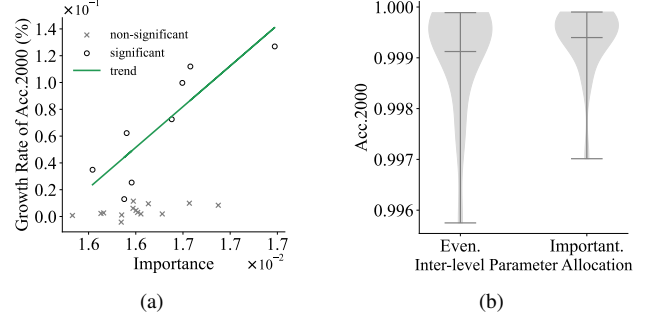 ×10⁻¹
1.4
1.2
1.0
0.8
0.6
0.4
0.2
0.0
Growth Rate of Acc.2000 (%)
non-significant
significant
trend
1.6 1.6 1.7 1.7 1.7
Importance ×10⁻²
(a)
1.000
0.999
0.998
0.997
0.996
Acc.2000
Even. Important.
Inter-level Parameter Allocation
(b)